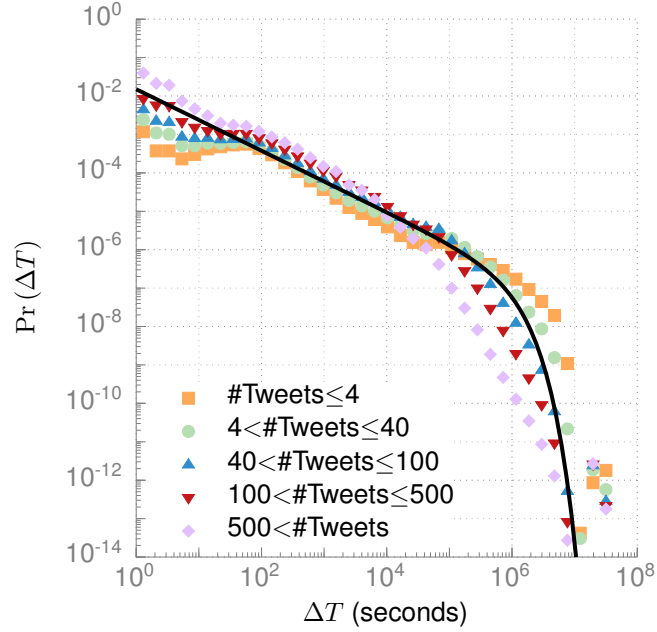 10^0
10^-2
10^-4
10^-6
10^-8
10^-10
10^-12
10^-14
Pr (ΔT)
#Tweets≤4
4<#Tweets≤40
40<#Tweets≤100
100<#Tweets≤500
500<#Tweets
10^0 10^2 10^4 10^6 10^8
ΔT (seconds)